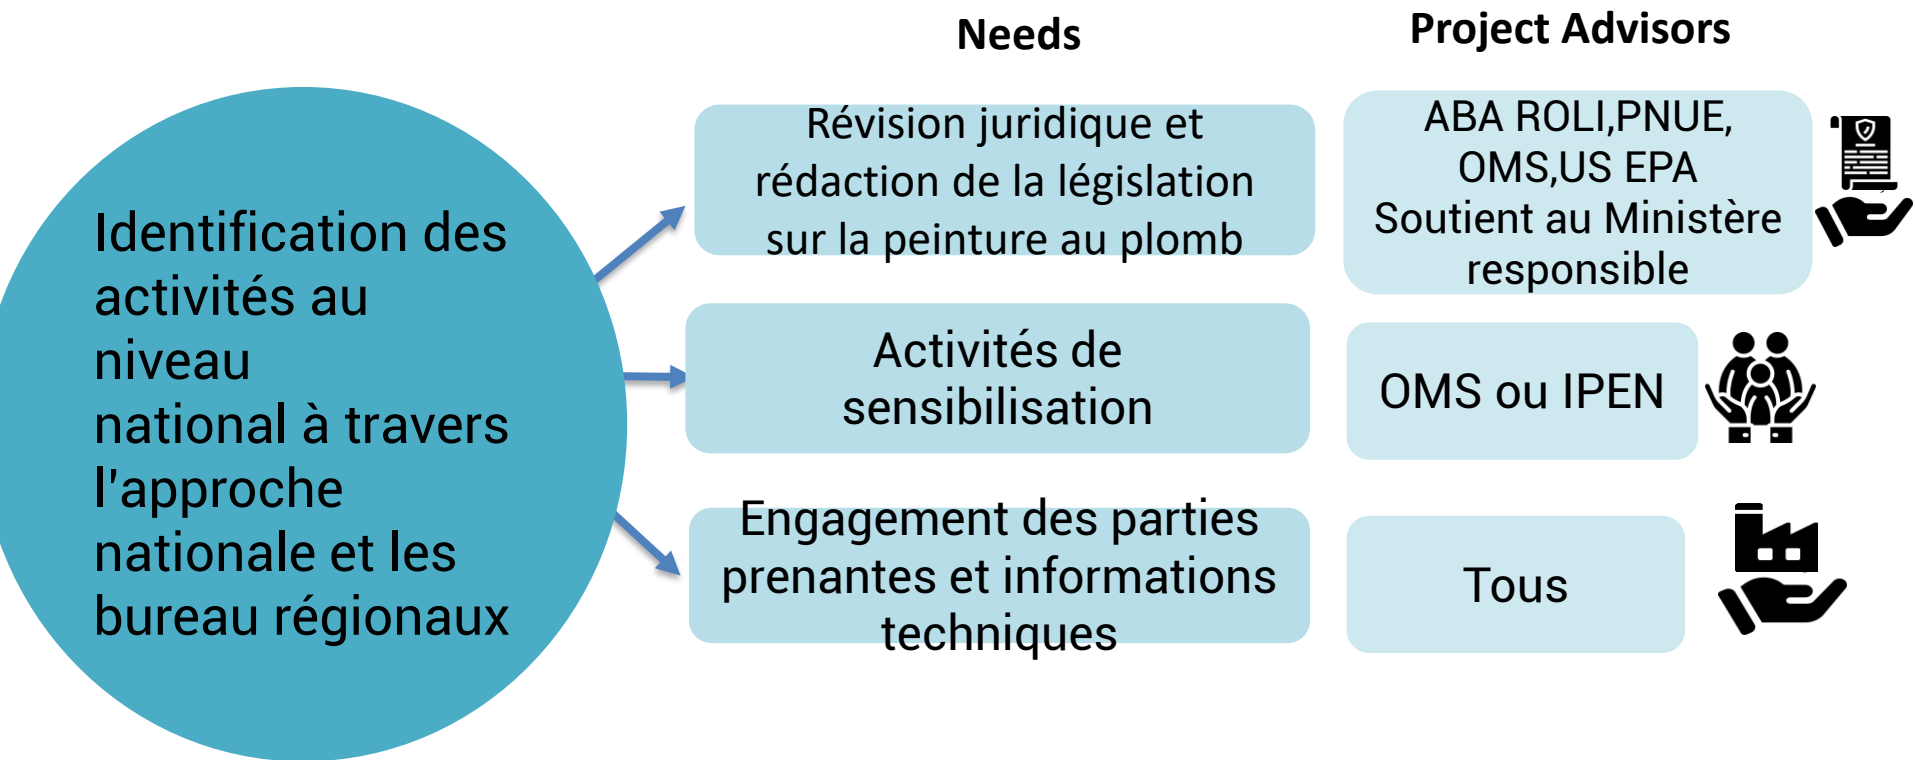 Needs
Project Advisors
Identification des
activités au
niveau
national à travers
l'approche
nationale et les
bureau régionaux
Révision juridique et
rédaction de la législation
sur la peinture au plomb
ABA ROLI,PNUE,
OMS,US EPA
Soutient au Ministère
responsible
Activités de
sensibilisation
OMS ou IPEN
Engagement des parties
prenantes et informations
techniques
Tous